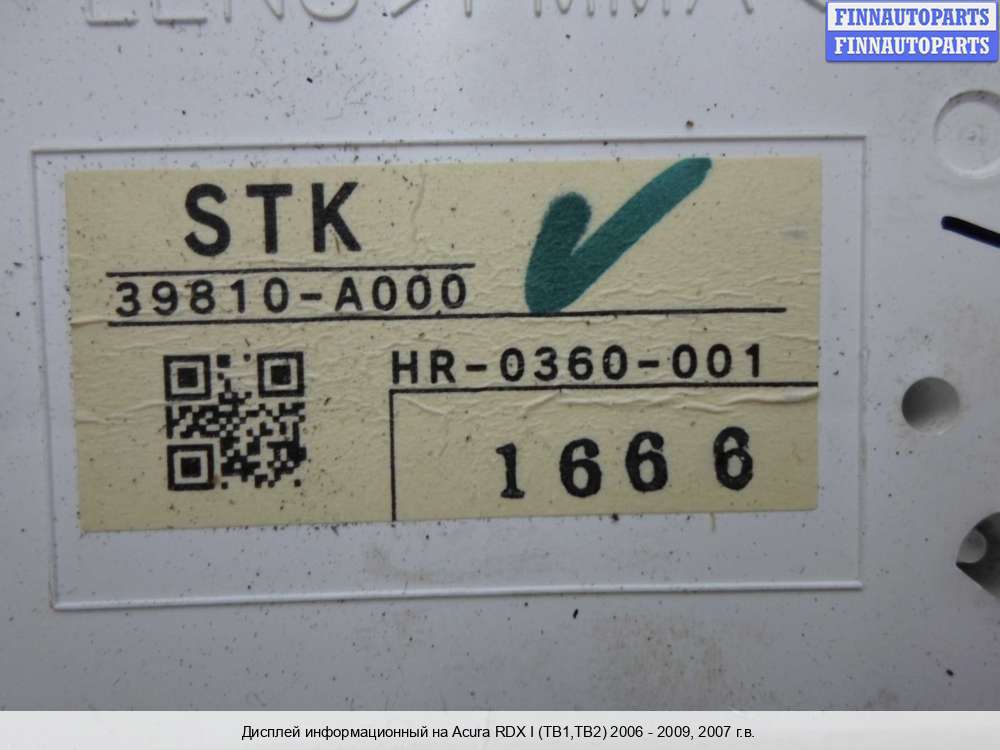 FINNAUTOPARTS
FINNAUTOPARTS
STK
39810-A000
HR-0360-001
1666
Дисплей информационный на Acura RDX I (TB1,TB2) 2006 - 2009, 2007 г.в.